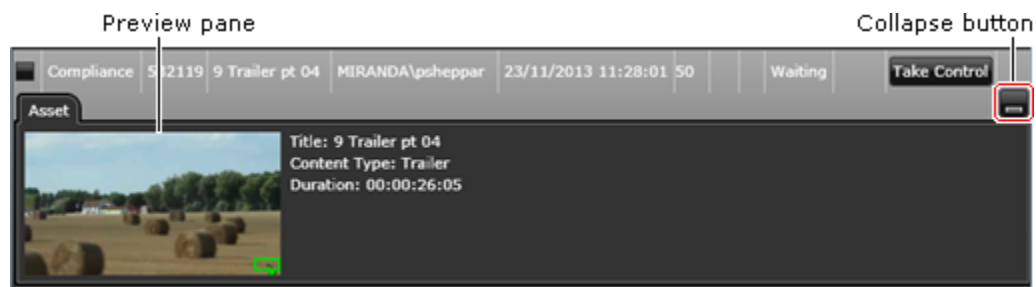 Preview pane
Collapse button
Compliance 532119 9 Trailer pt 04 MIRANDA\psheppar 23/11/2013 11:28:01 50 Waiting Take Control
Asset
Title: 9 Trailer pt 04
Content Type: Trailer
Duration: 00:00:26:05